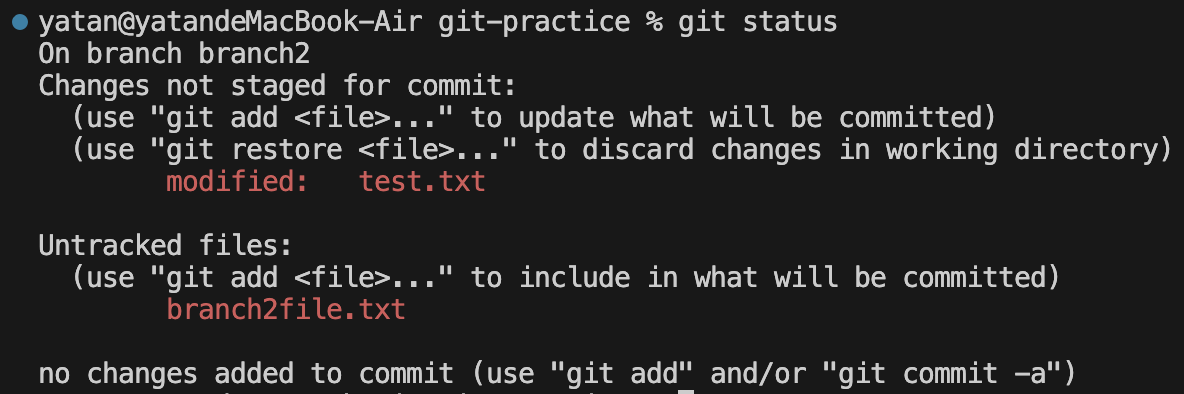 yatan@yatandeMacBook-Air git-practice % git status
On branch branch2
Changes not staged for commit:
  (use "git add <file>..." to update what will be committed)
  (use "git restore <file>..." to discard changes in working directory)
        modified:   test.txt

Untracked files:
  (use "git add <file>..." to include in what will be committed)
        branch2file.txt

no changes added to commit (use "git add" and/or "git commit -a")